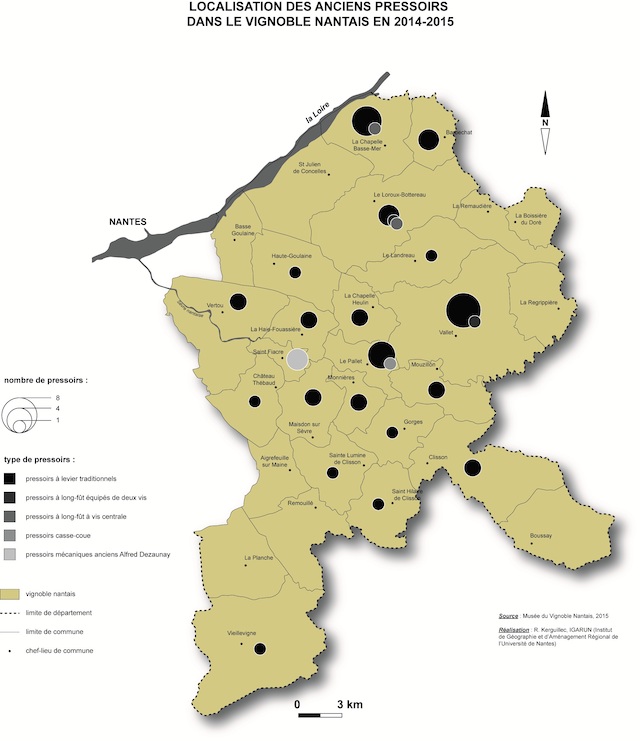 LOCALISATION DES ANCIENS PRESSOIRS
DANS LE VIGNOBLE NANTAIS EN 2014-2015
la Loire
N
La Chapelle
Basse-Mer
St Julien
de Concelles
Le Loroux-Bottereau
La Remaudière
La Boissière
du Doré
NANTES
Basse
Goulaine
Haute-Goulaine
Le Landreau
La Chapelle
Heulin
La Regrippière
Vertou
La Haie-Fouassière
Vallet
Saint Fiacre
Le Pallet
Mouzillon
Château
Thébaud
Monnières
Maisdon sur
Sèvre
Gorges
Aigrefeuille
sur Maine
Sainte Lumine
de Clisson
Clisson
Saint Hilaire
de Clisson
Remouillé
Boussay
La Planche
Vieillevigne
nombre de pressoirs :
8
4
1
type de pressoirs :
pressoirs à levier traditionnels
pressoirs à long-fût équipés de deux vis
pressoirs à long-fût à vis centrale
pressoirs casse-coue
pressoirs mécaniques anciens Alfred Dezaunay
vignoble nantais
limite de département
limite de commune
chef-lieu de commune
Source : Musée du Vignoble Nantais, 2015
Réalisation : R. Kerguillec, IGARUN (Institut
de Géographie et d'Aménagement Régional de
l'Université de Nantes)
0 3 km